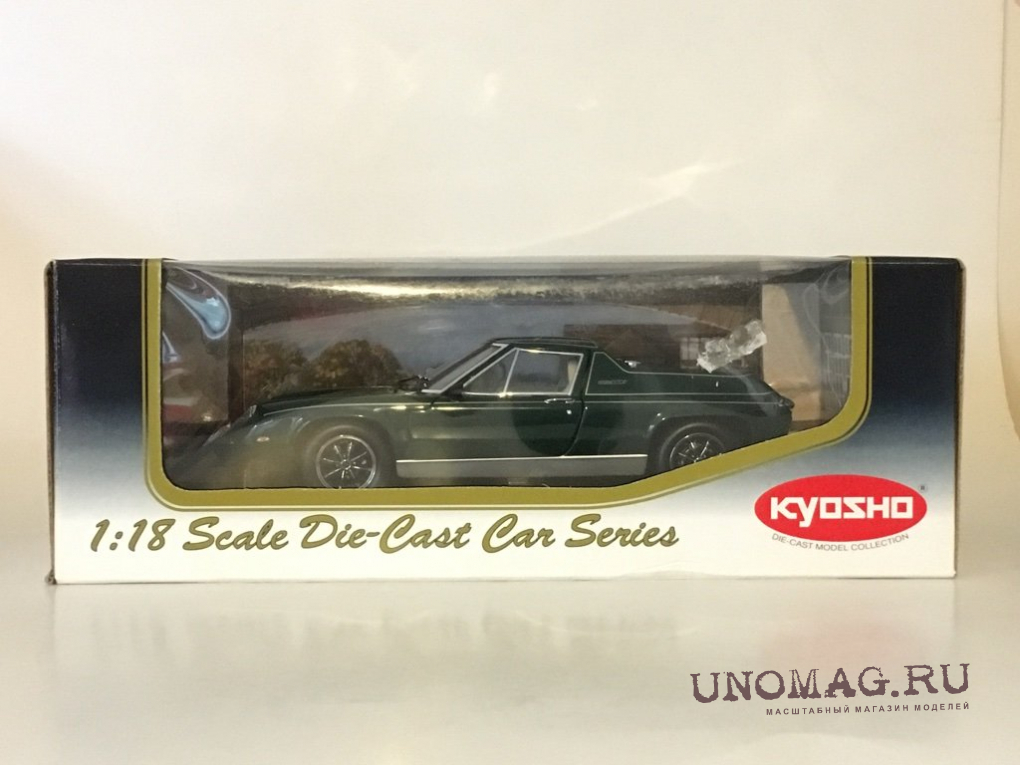 1:18 Scale Die-Cast Car Series
KYOSHO
DIE-CAST MODEL COLLECTION
UNOMAG.RU
МАСШТАБНЫЙ МАГАЗИН МОДЕЛЕЙ